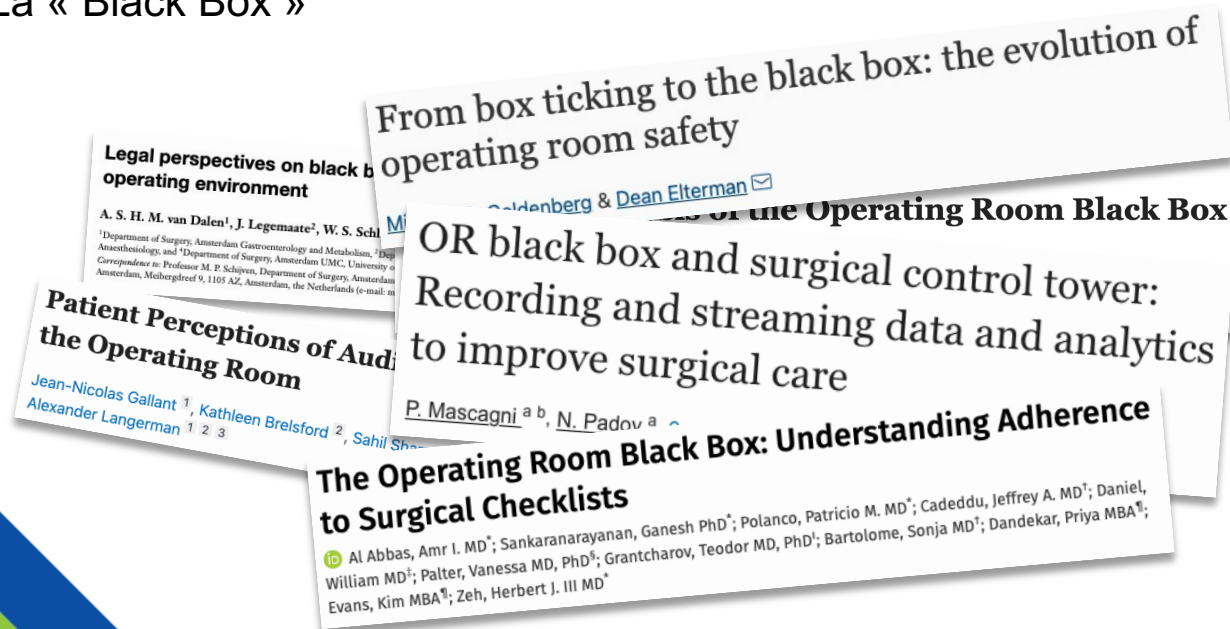 La « Black Box »
From box ticking to the black box: the evolution of
operating room safety
Goldenberg & Dean Elterman
Legal perspectives on black
operating environment
A. S. H. M. van Dalen1, J. Legemaate2, W. S.
1Department of Surgery, Amsterdam Gastroenterology and Metabolism,
Anaesthesiology, and 4Department of Surgery, Amsterdam UMC, University
Correspondence to: Professor M. P. Schijven, Department of Surgery, Amsterdam
Amsterdam, Meibergdreef 9, 1105 AZ, Amsterdam, the Netherlands (e-mail:
of the Operating Room Black Box
OR black box and surgical control tower:
Recording and streaming data and analytics
to improve surgical care
P. Mascagni a b, N. Padoy a
Patient Perceptions of
the Operating Room
Jean-Nicolas Gallant 1, Kathleen Brelsford 2, Sahil
Alexander Langerman 1 2 3
The Operating Room Black Box: Understanding Adherence
to Surgical Checklists
iD Al Abbas, Amr I. MD*; Sankaranarayanan, Ganesh PhD*; Polanco, Patricio M. MD*; Cadeddu, Jeffrey A. MD†; Daniel,
William MD‡; Palter, Vanessa MD, PhD§; Grantcharov, Teodor MD, PhD|; Bartolome, Sonja MD†; Dandekar, Priya MBA¶;
Evans, Kim MBA¶; Zeh, Herbert J. III MD*